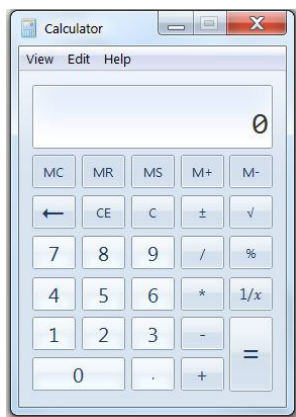 Calculator
View Edit Help
0
MC MR MS M+ M-
← CE C ± √
7 8 9 / %
4 5 6 * 1/x
1 2 3 - =
0 . +